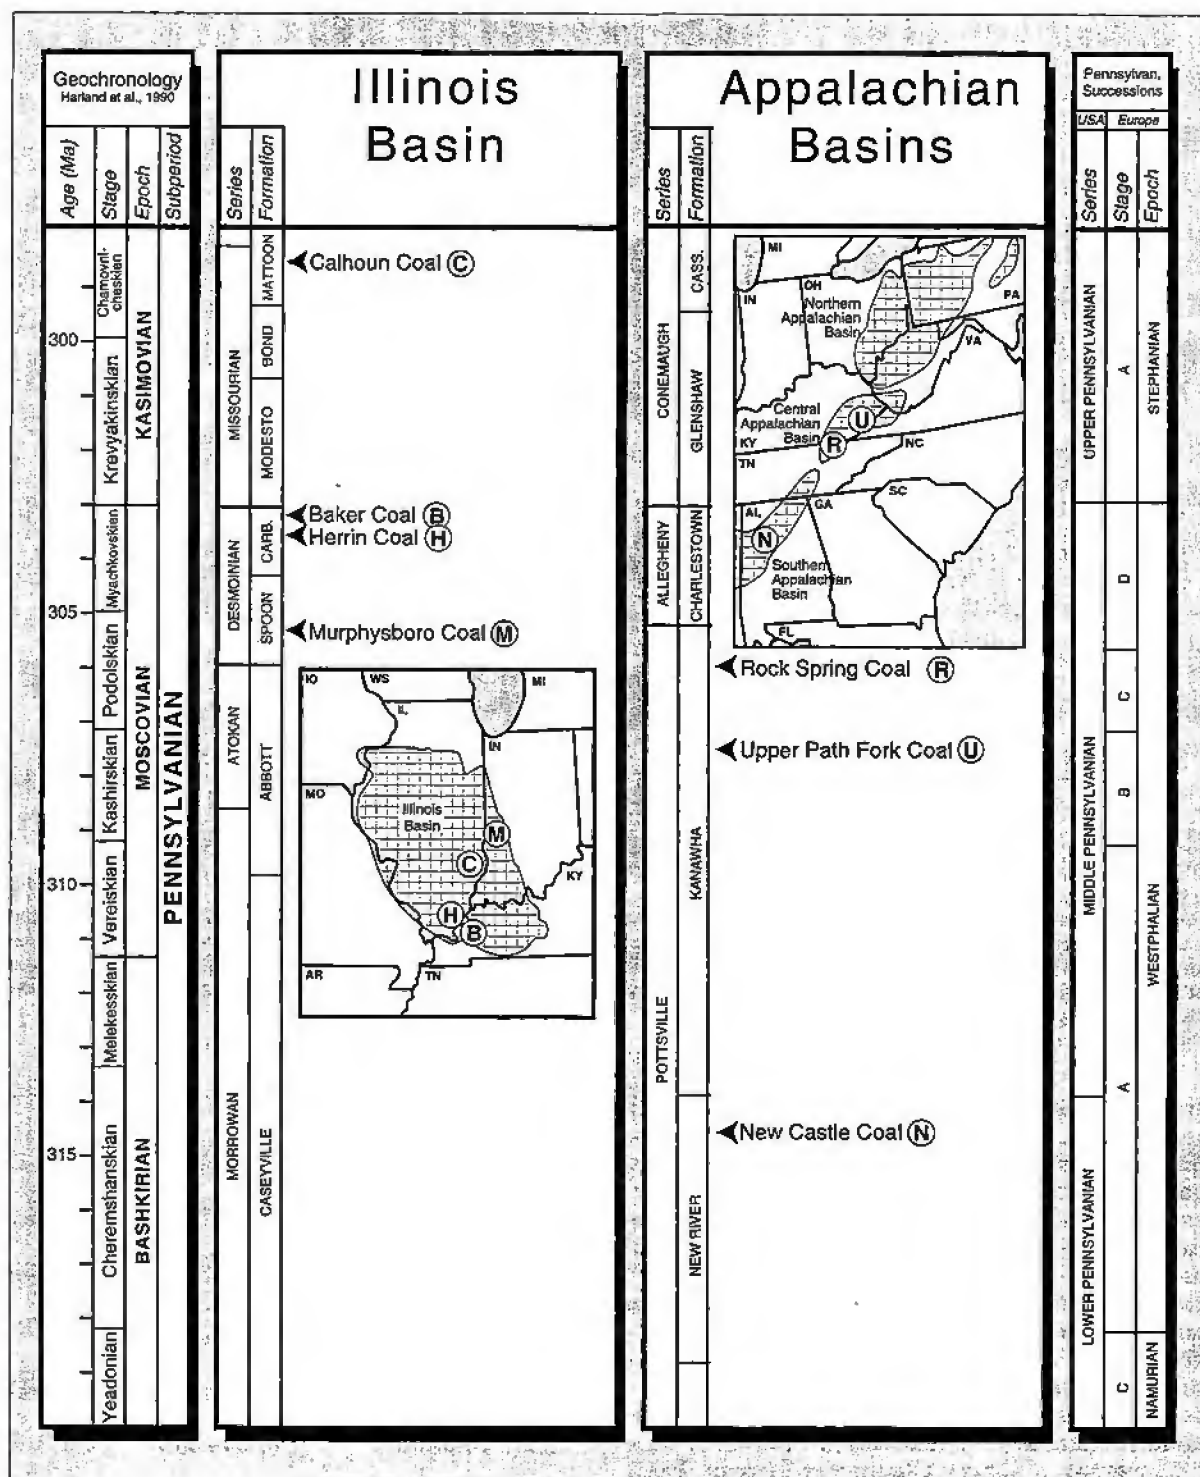 Geochronology
Harland et al., 1990
Age (Ma)
Stage
Epoch
Subperiod
300
305
310
315
Chamovni-
cheskian
Krevyakinskian
Myachkovskian
Podolskian
Kashirskian
Vereiskian
Melekesskian
Cheremshanskian
Yeadonian
KASIMOVIAN
MOSCOVIAN
BASHKIRIAN
PENNSYLVANIAN
Illinois
Basin
Series
Formation
MISSOURIAN
DESMOINIAN
ATOKAN
MORROWAN
MATTOON
BOND
MODESTO
CARB.
SPOON
ABBOTT
CASEYVILLE
Calhoun Coal C
Baker Coal B
Herrin Coal H
Murphysboro Coal M
IO
WS
MI
IL
IN
MO
Illinois
Basin
M
C
KY
H
B
AR
TN
Appalachian
Basins
Series
Formation
CONEMAUGH
ALLEGHENY
POTTSVILLE
CASS.
GLENSHAW
CHARLESTOWN
KANAWHA
NEW RIVER
MI
IN
OH
PA
Northern
Appalachian
Basin
VA
Central
Appalachian
Basin
U
R
KY
TN
NC
SC
AL
GA
N
Southern
Appalachian
Basin
FL
Rock Spring Coal R
Upper Path Fork Coal U
New Castle Coal N
Pennsylvan.
Successions
USA
Europe
Series
Stage
Epoch
UPPER PENNSYLVANIAN
MIDDLE PENNSYLVANIAN
LOWER PENNSYLVANIAN
A
D
C
B
A
C
STEPHANIAN
WESTPHALIAN
NAMURIAN